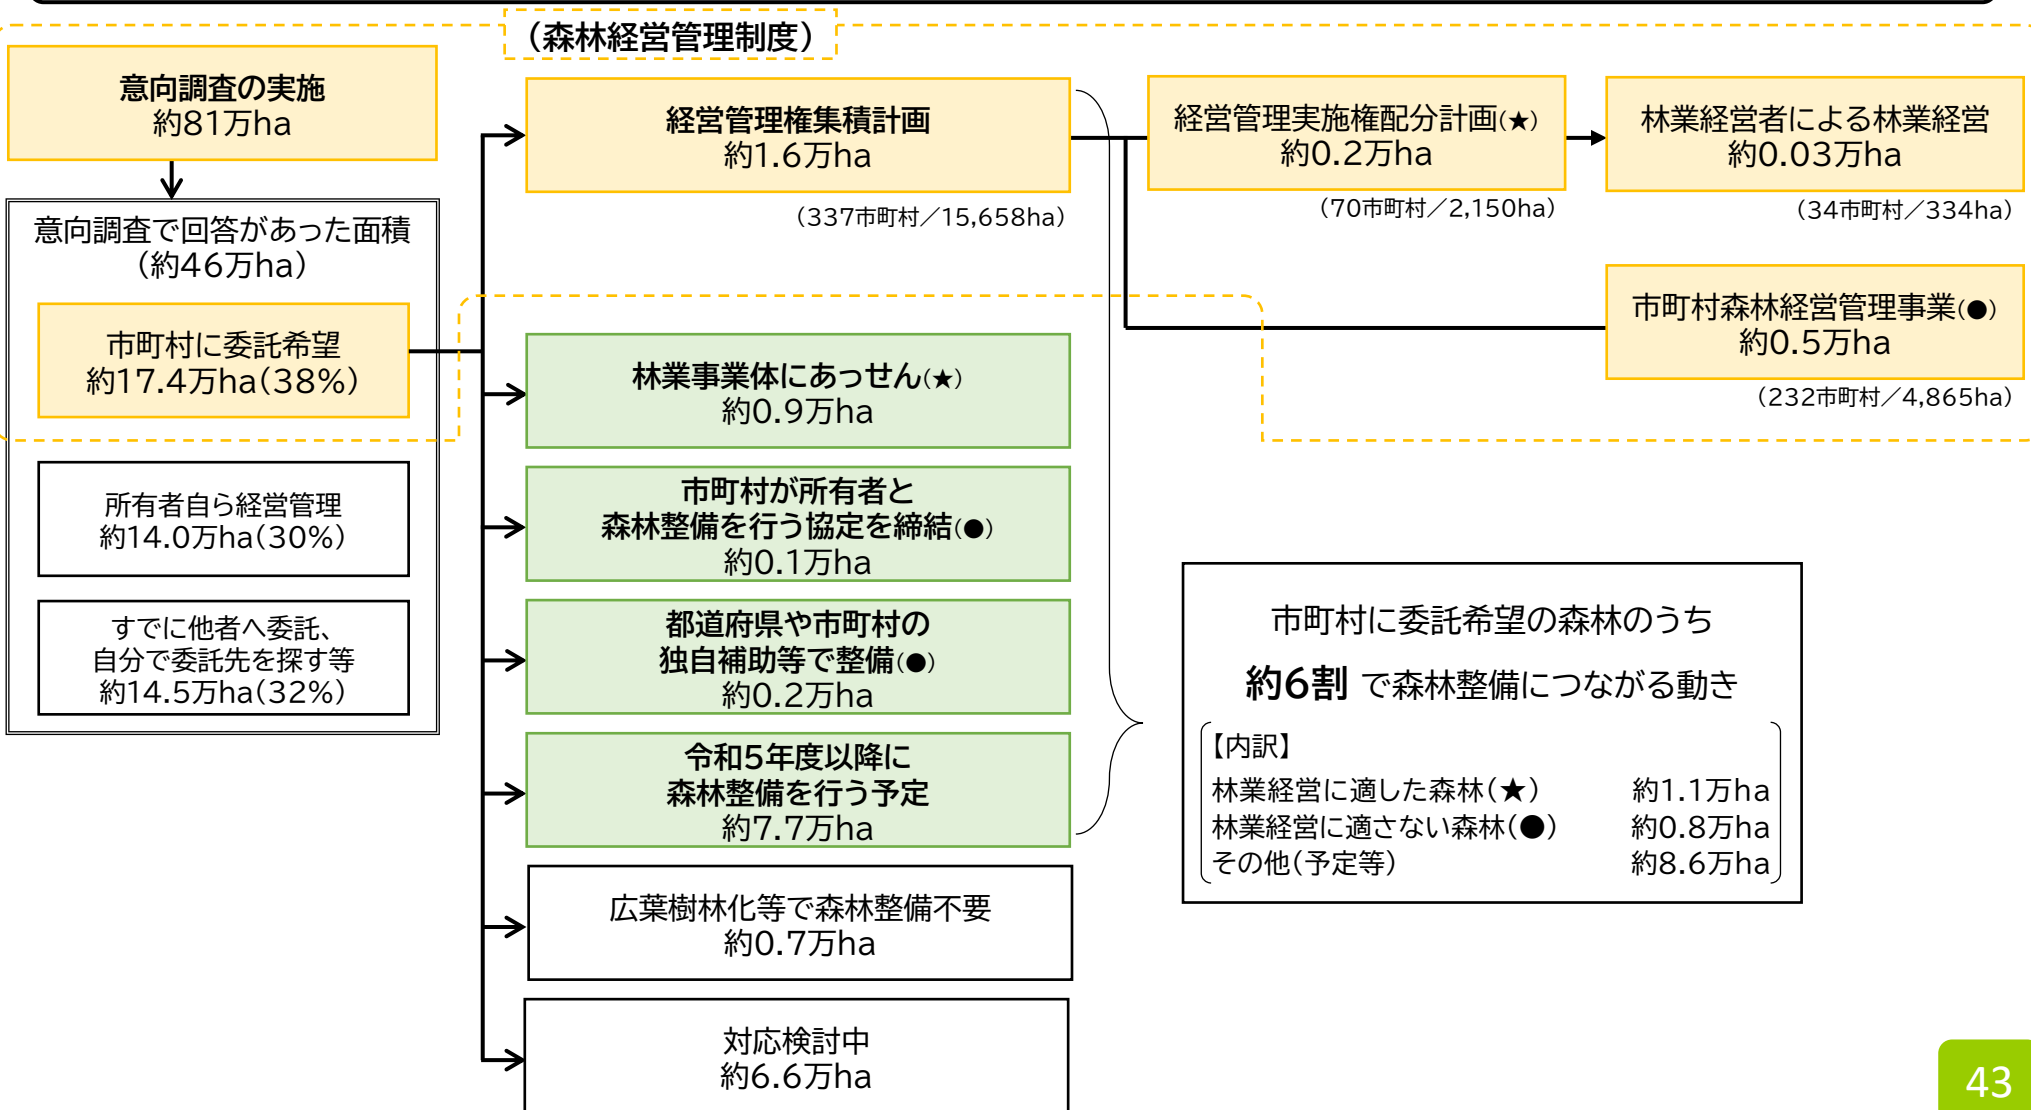 （森林経営管理制度）
意向調査の実施
約81万ha
意向調査で回答があった面積
（約46万ha）
市町村に委託希望
約17.4万ha(38%)
所有者自ら経営管理
約14.0万ha(30%)
すでに他者へ委託、
自分で委託先を探す等
約14.5万ha(32%)
経営管理権集積計画
約1.6万ha
（337市町村／15,658ha）
林業事業体にあっせん(★)
約0.9万ha
市町村が所有者と
森林整備を行う協定を締結(●)
約0.1万ha
都道府県や市町村の
独自補助等で整備(●)
約0.2万ha
令和5年度以降に
森林整備を行う予定
約7.7万ha
広葉樹林化等で森林整備不要
約0.7万ha
対応検討中
約6.6万ha
経営管理実施権配分計画(★)
約0.2万ha
（70市町村／2,150ha）
林業経営者による林業経営
約0.03万ha
（34市町村／334ha）
市町村森林経営管理事業(●)
約0.5万ha
（232市町村／4,865ha）
市町村に委託希望の森林のうち
約6割 で森林整備につながる動き
【内訳】
林業経営に適した森林(★) 約1.1万ha
林業経営に適さない森林(●) 約0.8万ha
その他(予定等) 約8.6万ha
43